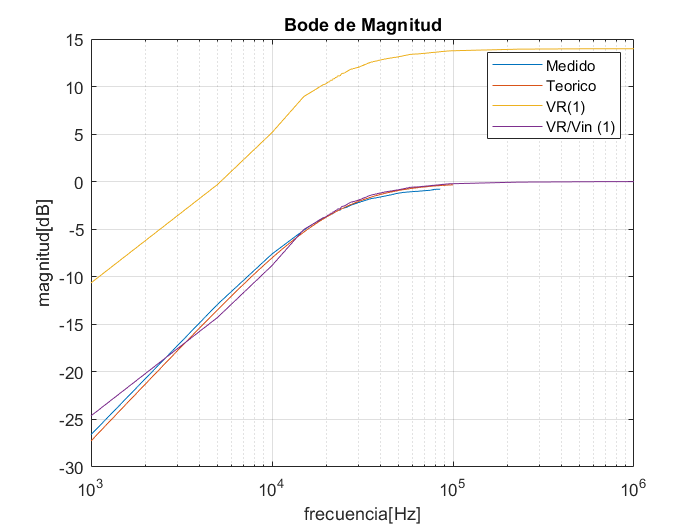 Bode de Magnitud
magnitud[dB]
15
10
5
0
-5
-10
-15
-20
-25
-30
Medido
Teorico
VR(1)
VR/Vin (1)
10³
10⁴
10⁵
10⁶
frecuencia[Hz]